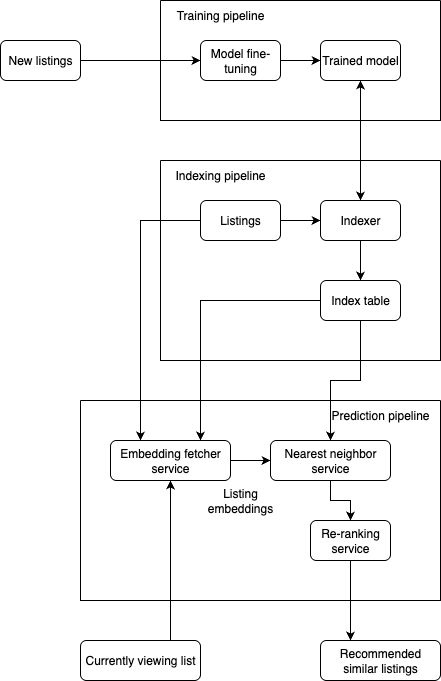 Training pipeline
New listings
Model fine-
tuning
Trained model
Indexing pipeline
Listings
Indexer
Index table
Prediction pipeline
Embedding fetcher
service
Nearest neighbor
service
Listing
embeddings
Re-ranking
service
Currently viewing list
Recommended
similar listings